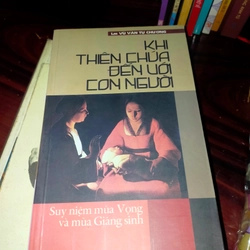 Lm VŨ VĂN TỰ CHƯƠNG
KHI
THIÊN CHÚA
ĐẾN VỚI
CON NGƯỜI
Suy niệm mùa Vọng
và mùa Giáng sinh